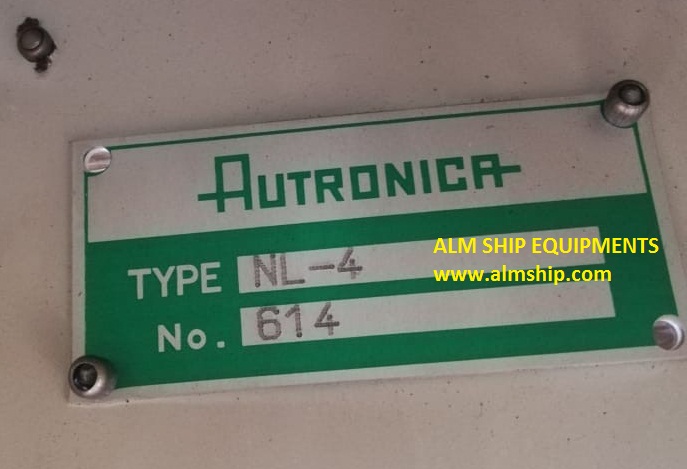 AUTRONICA
TYPE NL-4
No. 614
ALM SHIP EQUIPMENTS
www.almship.com